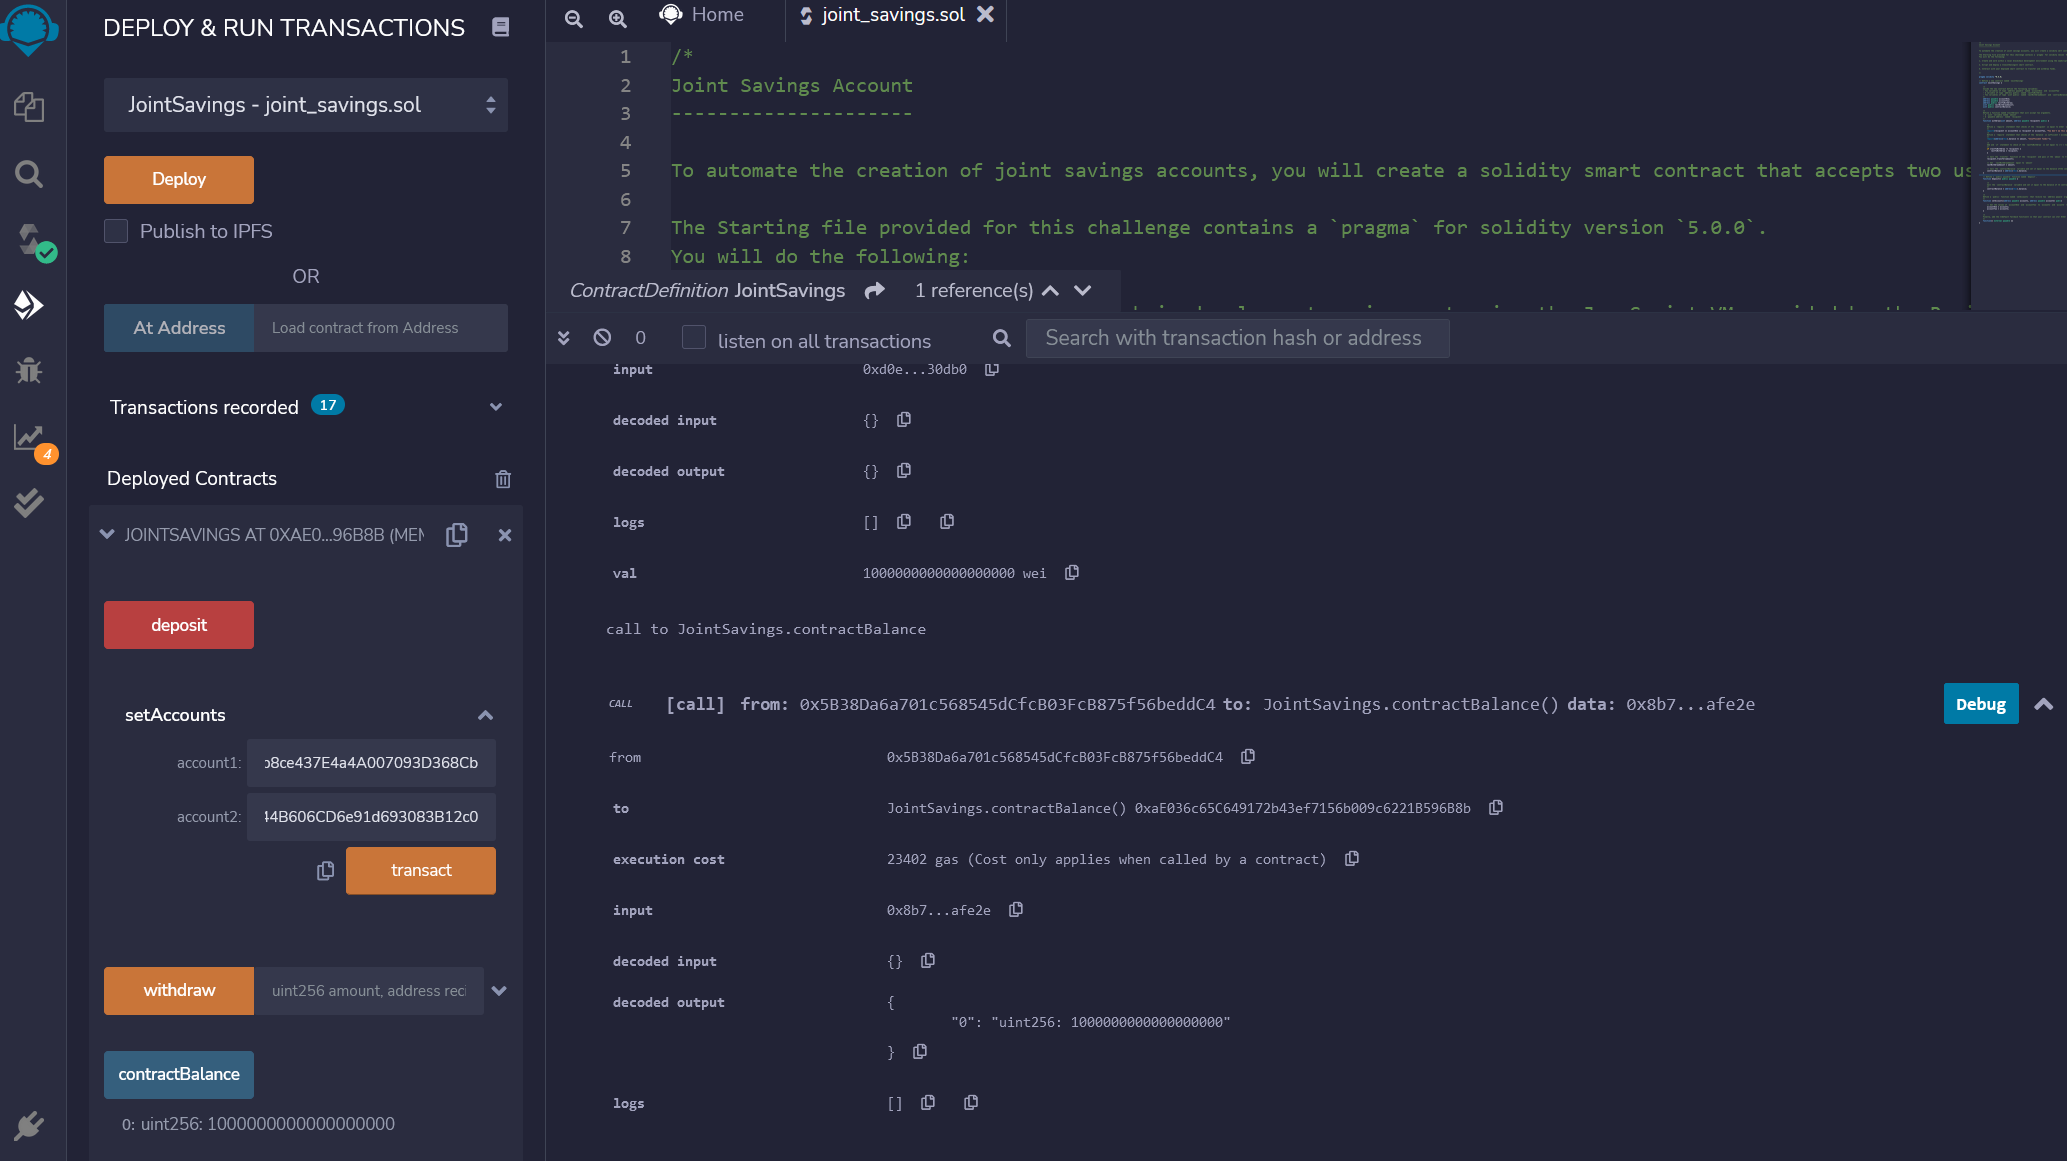 DEPLOY & RUN TRANSACTIONS
JointSavings - joint_savings.sol
Deploy
Publish to IPFS
OR
At Address
Load contract from Address
Transactions recorded 17
4
Deployed Contracts
JOINTSAVINGS AT 0XAE0...96B8B (MEM
deposit
setAccounts
account1: b8ce437E4a4A007093D368Cb
account2: 44B606CD6e91d693083B12c0
transact
withdraw
uint256 amount, address reci
contractBalance
0: uint256: 1000000000000000000
Home
joint_savings.sol
1 /*
2 Joint Savings Account
3 ---------------------
4
5 To automate the creation of joint savings accounts, you will create a solidity smart contract that accepts two us
6
7 The Starting file provided for this challenge contains a `pragma` for solidity version `5.0.0`.
8 You will do the following:
ContractDefinition JointSavings 1 reference(s)
0
listen on all transactions
Search with transaction hash or address
input 0xd0e...30db0
decoded input {}
decoded output {}
logs []
val 1000000000000000000 wei
call to JointSavings.contractBalance
CALL [call] from: 0x5B38Da6a701c568545dCfcB03FcB875f56beddC4 to: JointSavings.contractBalance() data: 0x8b7...afe2e
Debug
from 0x5B38Da6a701c568545dCfcB03FcB875f56beddC4
to JointSavings.contractBalance() 0xaE036c65C649172b43ef7156b009c6221B596B8b
execution cost 23402 gas (Cost only applies when called by a contract)
input 0x8b7...afe2e
decoded input {}
decoded output {
"0": "uint256: 1000000000000000000"
}
logs []